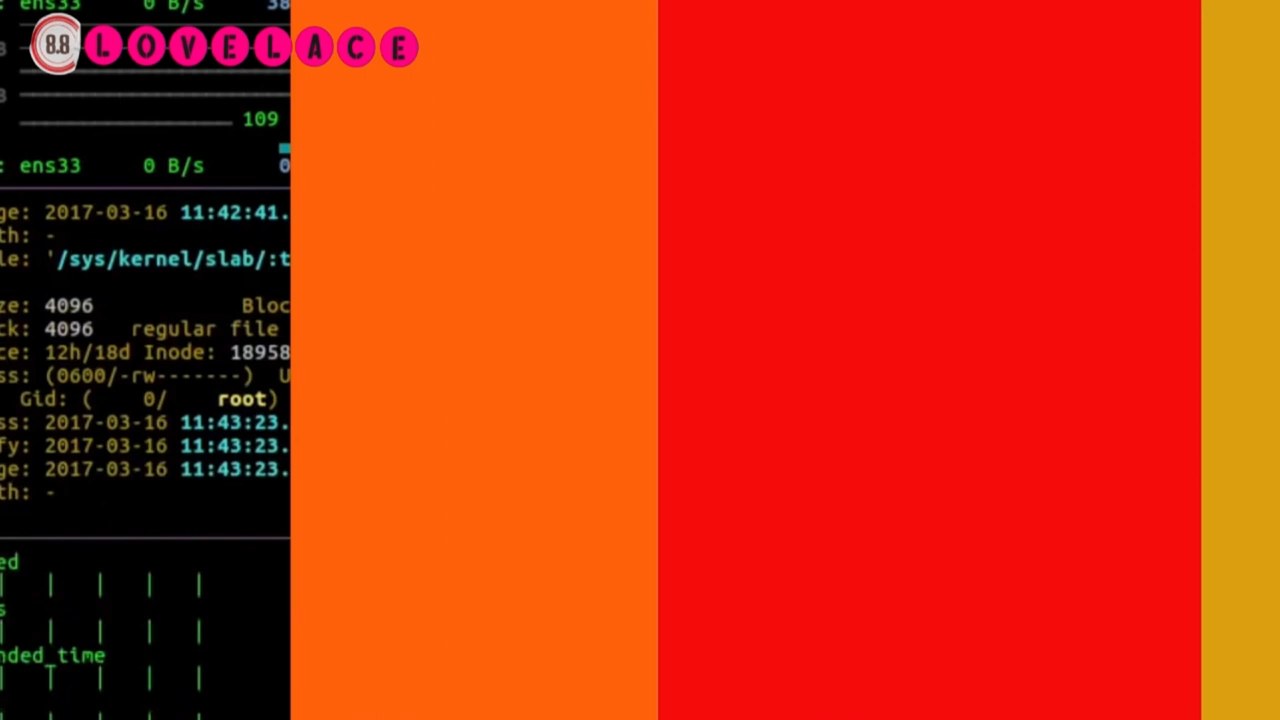 : ens33 0 B/s 38
8.8 LOVELACE
B
B
109
: ens33 0 B/s 0
ge: 2017-03-16 11:42:41.
th: -
le: '/sys/kernel/slab/:t
ze: 4096 Bloc
ck: 4096 regular file
ce: 12h/18d Inode: 18958
ss: (0600/-rw-------) U
Gid: ( 0/ root)
ss: 2017-03-16 11:43:23.
fy: 2017-03-16 11:43:23.
ge: 2017-03-16 11:43:23.
th: -
ed
| | | | |
s
| | | | |
nded_time
| | | | |